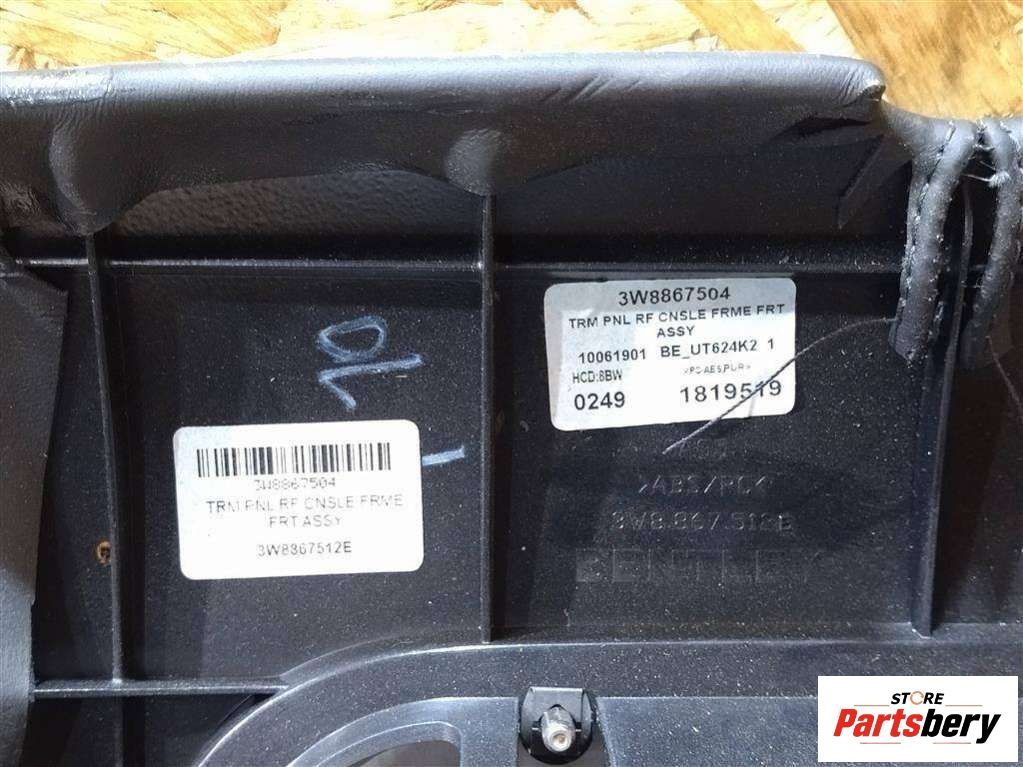 3W8867504
TRM PNL RF CNSLE FRME FRT
ASSY
10061901 BE_UT624K2 1
HCD:8BW
0249 1819519
3W8867504
TRM PNL RF CNSLE FRME
FRT ASSY
3W8867512E
>ABS/PC<
3W8.867.512E
BENTLEY
STORE
Partsbery